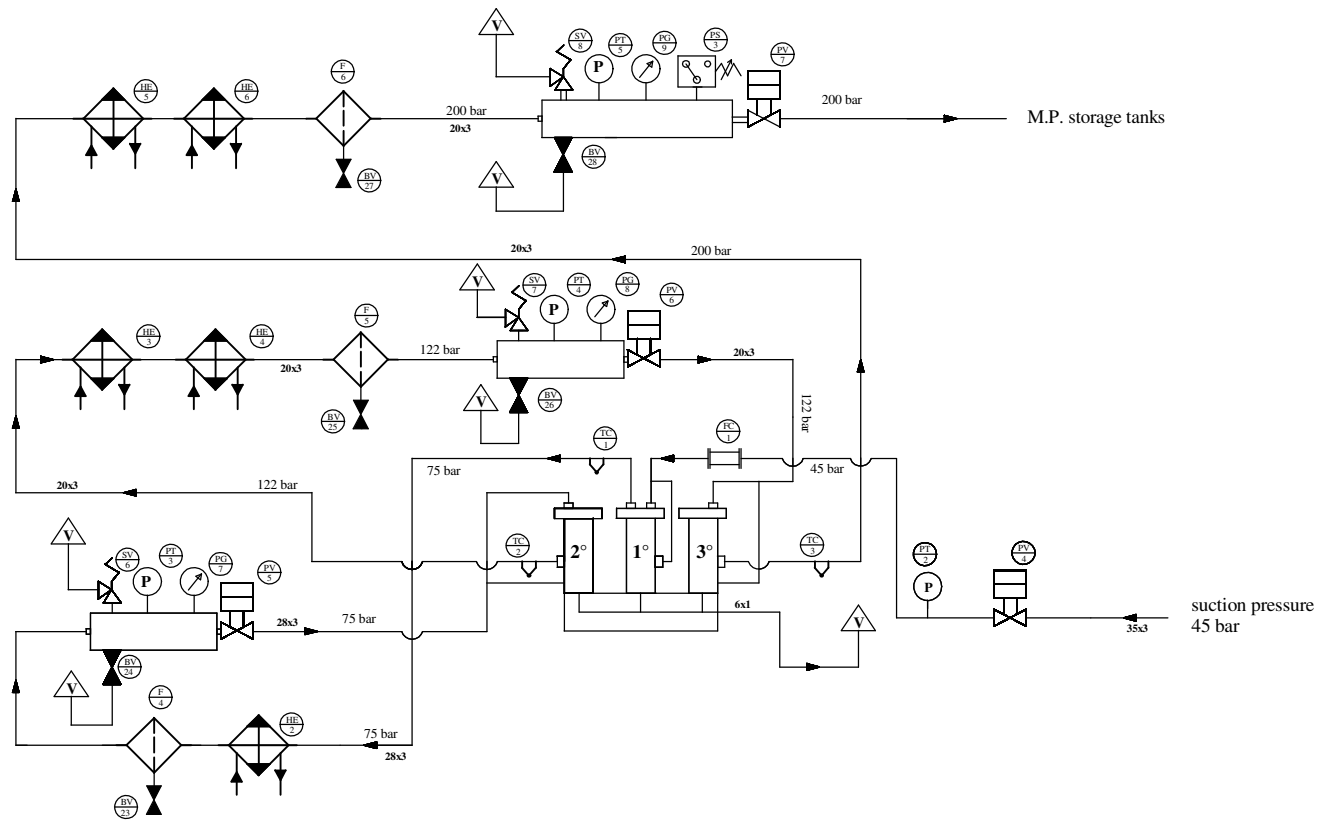 V
SV
8
PT
5
PG
9
PS
3
PV
7
HE
5
HE
6
F
6
P
200 bar
20x3
200 bar
M.P. storage tanks
BV
27
BV
28
V
20x3
200 bar
V
SV
7
PT
4
PG
8
PV
6
HE
3
HE
4
F
5
P
20x3
122 bar
20x3
BV
25
BV
26
V
122 bar
TC
1
FC
1
75 bar
45 bar
20x3
122 bar
V
SV
6
PT
3
PG
7
PV
5
P
TC
2
2°
1°
3°
TC
3
PT
2
PV
4
P
6x1
V
suction pressure
45 bar
35x3
28x3
75 bar
BV
24
V
F
4
HE
2
75 bar
28x3
BV
23